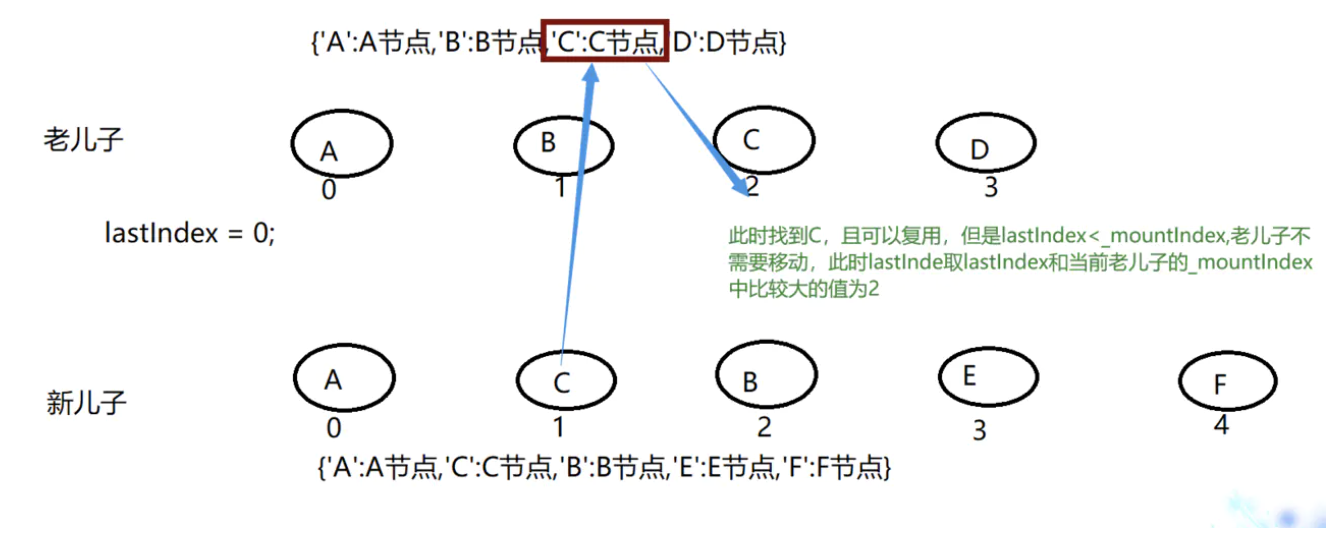 {'A':A节点,'B':B节点,'C':C节点,'D':D节点}
老儿子
A
B
C
D
0
1
2
3
lastIndex = 0;
此时找到C，且可以复用，但是lastIndex<_mountIndex,老儿子不
需要移动，此时lastInde取lastIndex和当前老儿子的_mountIndex
中比较大的值为2
新儿子
A
C
B
E
F
0
1
2
3
4
{'A':A节点,'C':C节点,'B':B节点,'E':E节点,'F':F节点}